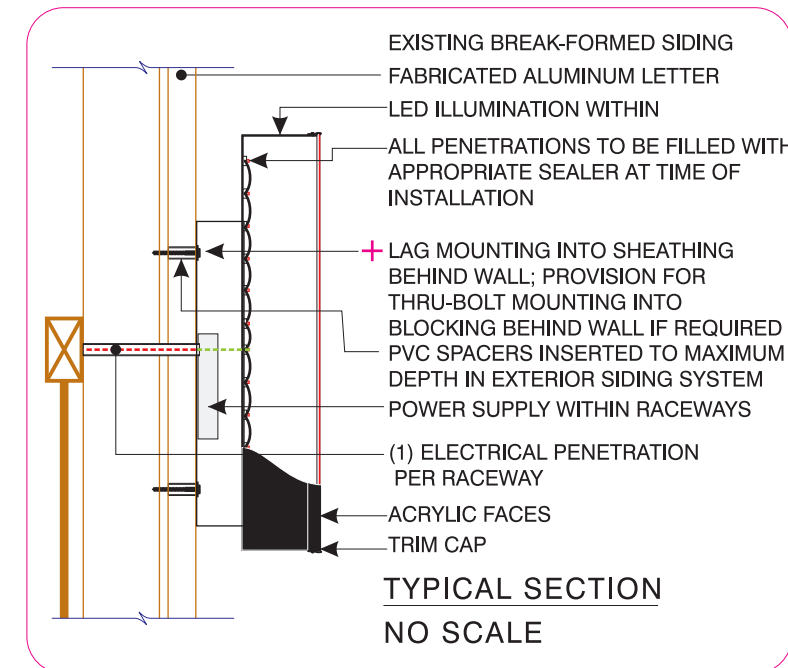 EXISTING BREAK-FORMED SIDING
FABRICATED ALUMINUM LETTER
LED ILLUMINATION WITHIN
ALL PENETRATIONS TO BE FILLED WITH
APPROPRIATE SEALER AT TIME OF
INSTALLATION
LAG MOUNTING INTO SHEATHING
BEHIND WALL; PROVISION FOR
THRU-BOLT MOUNTING INTO
BLOCKING BEHIND WALL IF REQUIRED
PVC SPACERS INSERTED TO MAXIMUM
DEPTH IN EXTERIOR SIDING SYSTEM
POWER SUPPLY WITHIN RACEWAYS
(1) ELECTRICAL PENETRATION
PER RACEWAY
ACRYLIC FACES
TRIM CAP
TYPICAL SECTION
NO SCALE